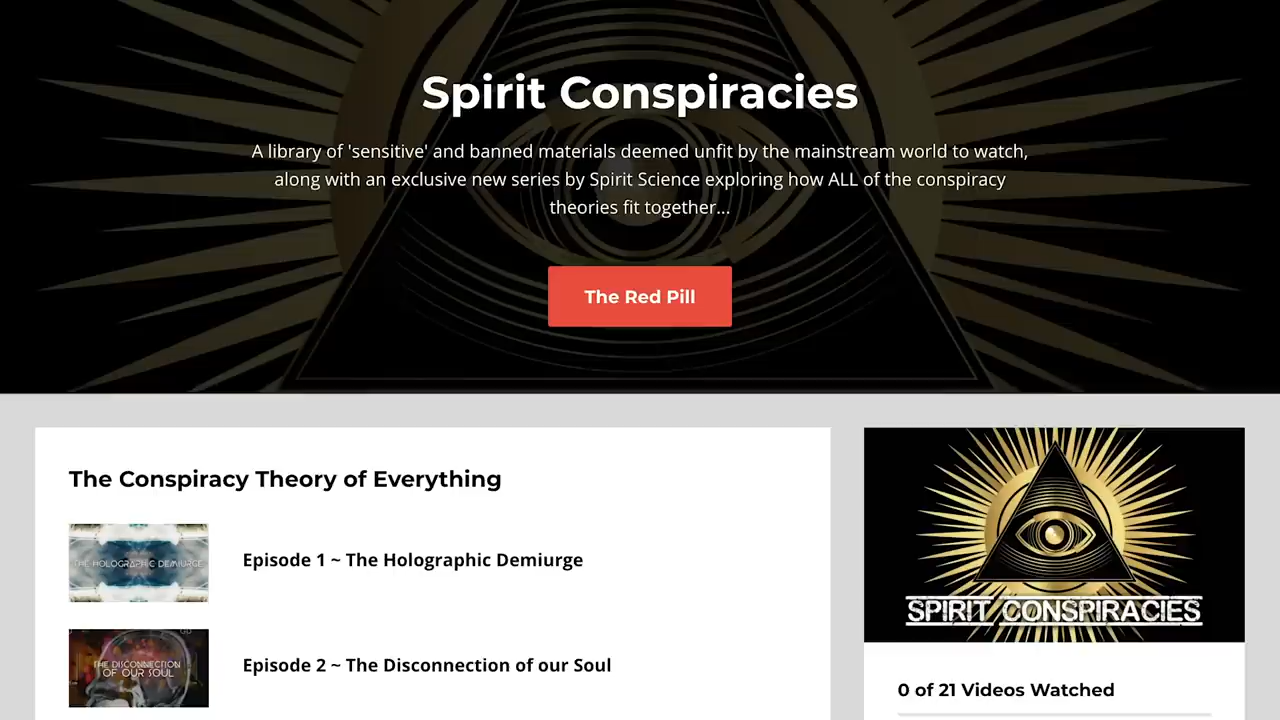 Spirit Conspiracies
A library of 'sensitive' and banned materials deemed unfit by the mainstream world to watch,
along with an exclusive new series by Spirit Science exploring how ALL of the conspiracy
theories fit together...
The Red Pill
The Conspiracy Theory of Everything
THE HOLOGRAPHIC DEMIURGE
Episode 1 ~ The Holographic Demiurge
THE DISCONNECTION
OF OUR SOUL
Episode 2 ~ The Disconnection of our Soul
SPIRIT CONSPIRACIES
0 of 21 Videos Watched